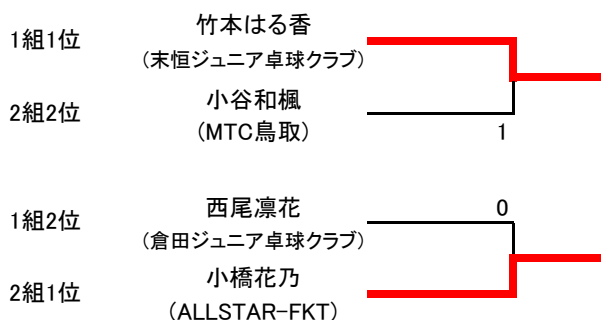 1組1位 竹本はる香
(末恒ジュニア卓球クラブ)
2組2位 小谷和楓
(MTC鳥取) 1
1組2位 西尾凛花 0
(倉田ジュニア卓球クラブ)
2組1位 小橋花乃
(ALLSTAR-FKT)